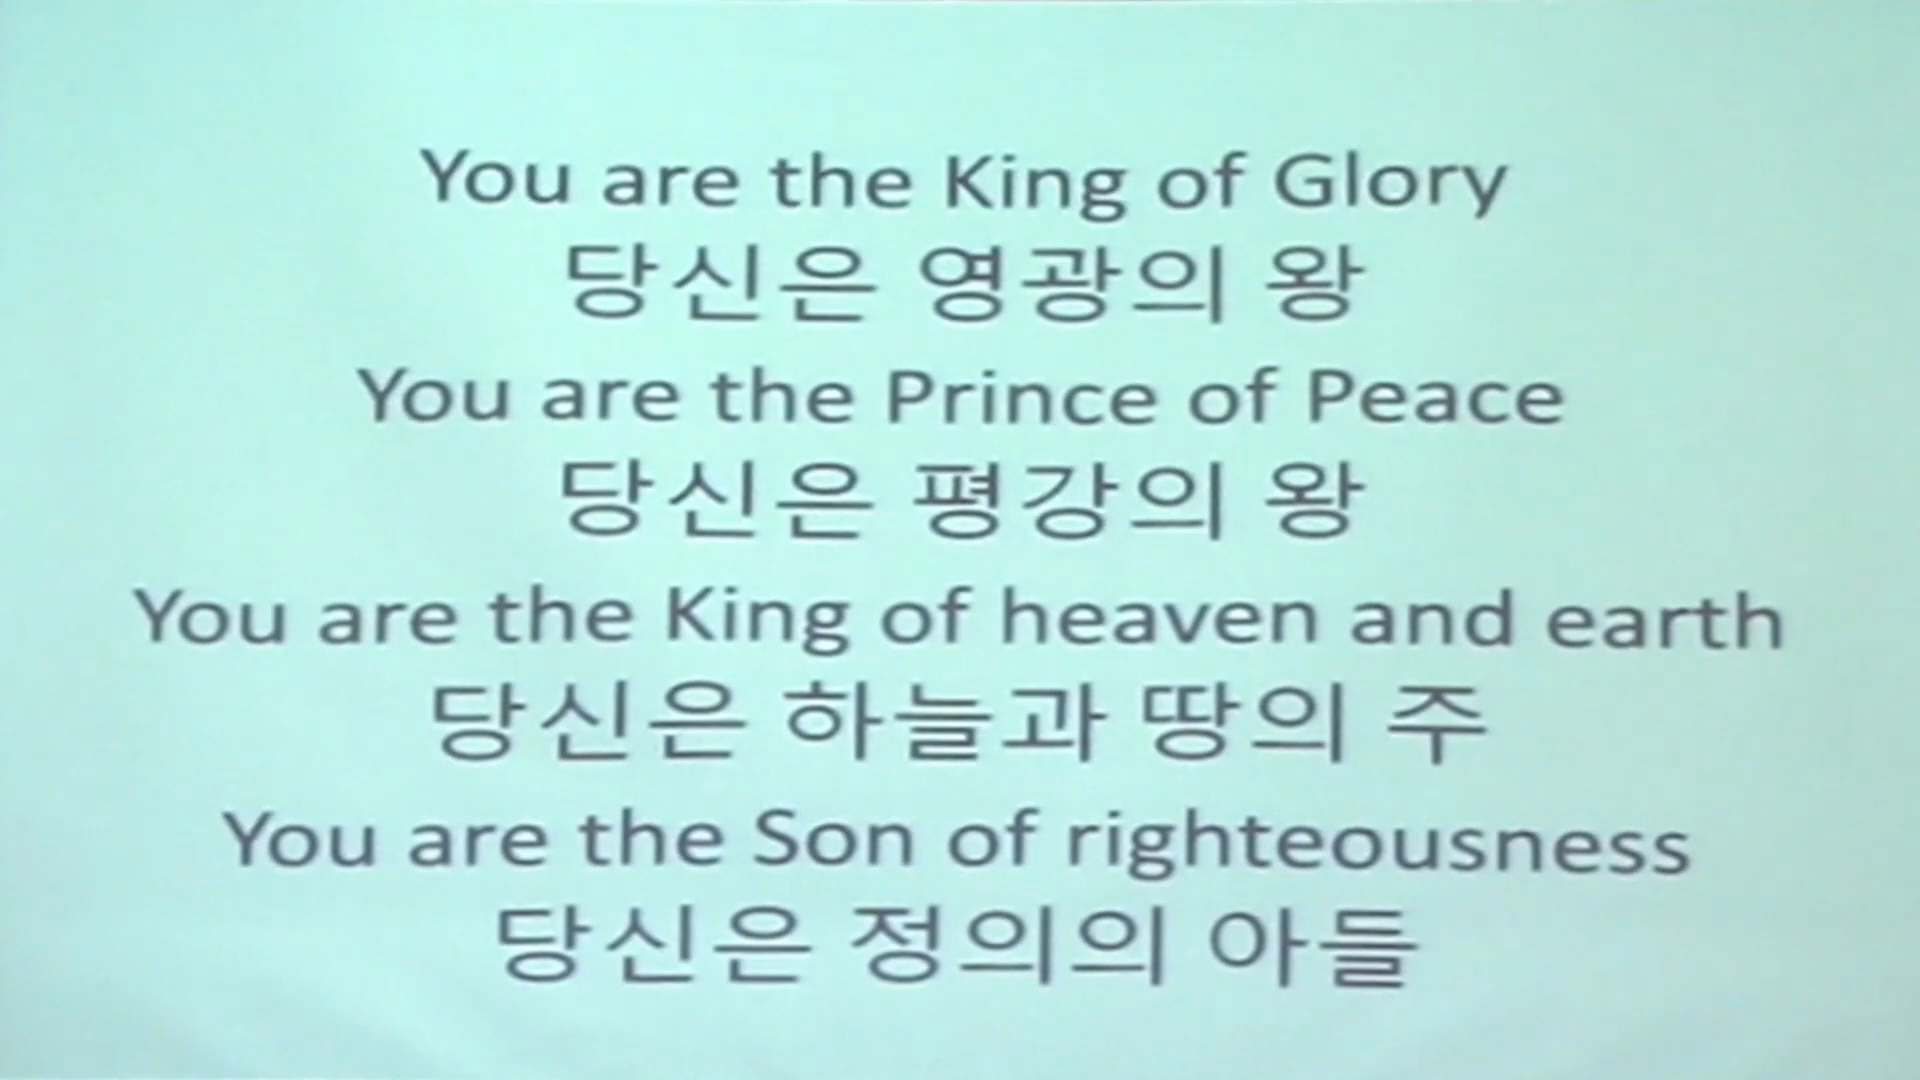 You are the King of Glory
당신은 영광의 왕
You are the Prince of Peace
당신은 평강의 왕
You are the King of heaven and earth
당신은 하늘과 땅의 주
You are the Son of righteousness
당신은 정의의 아들